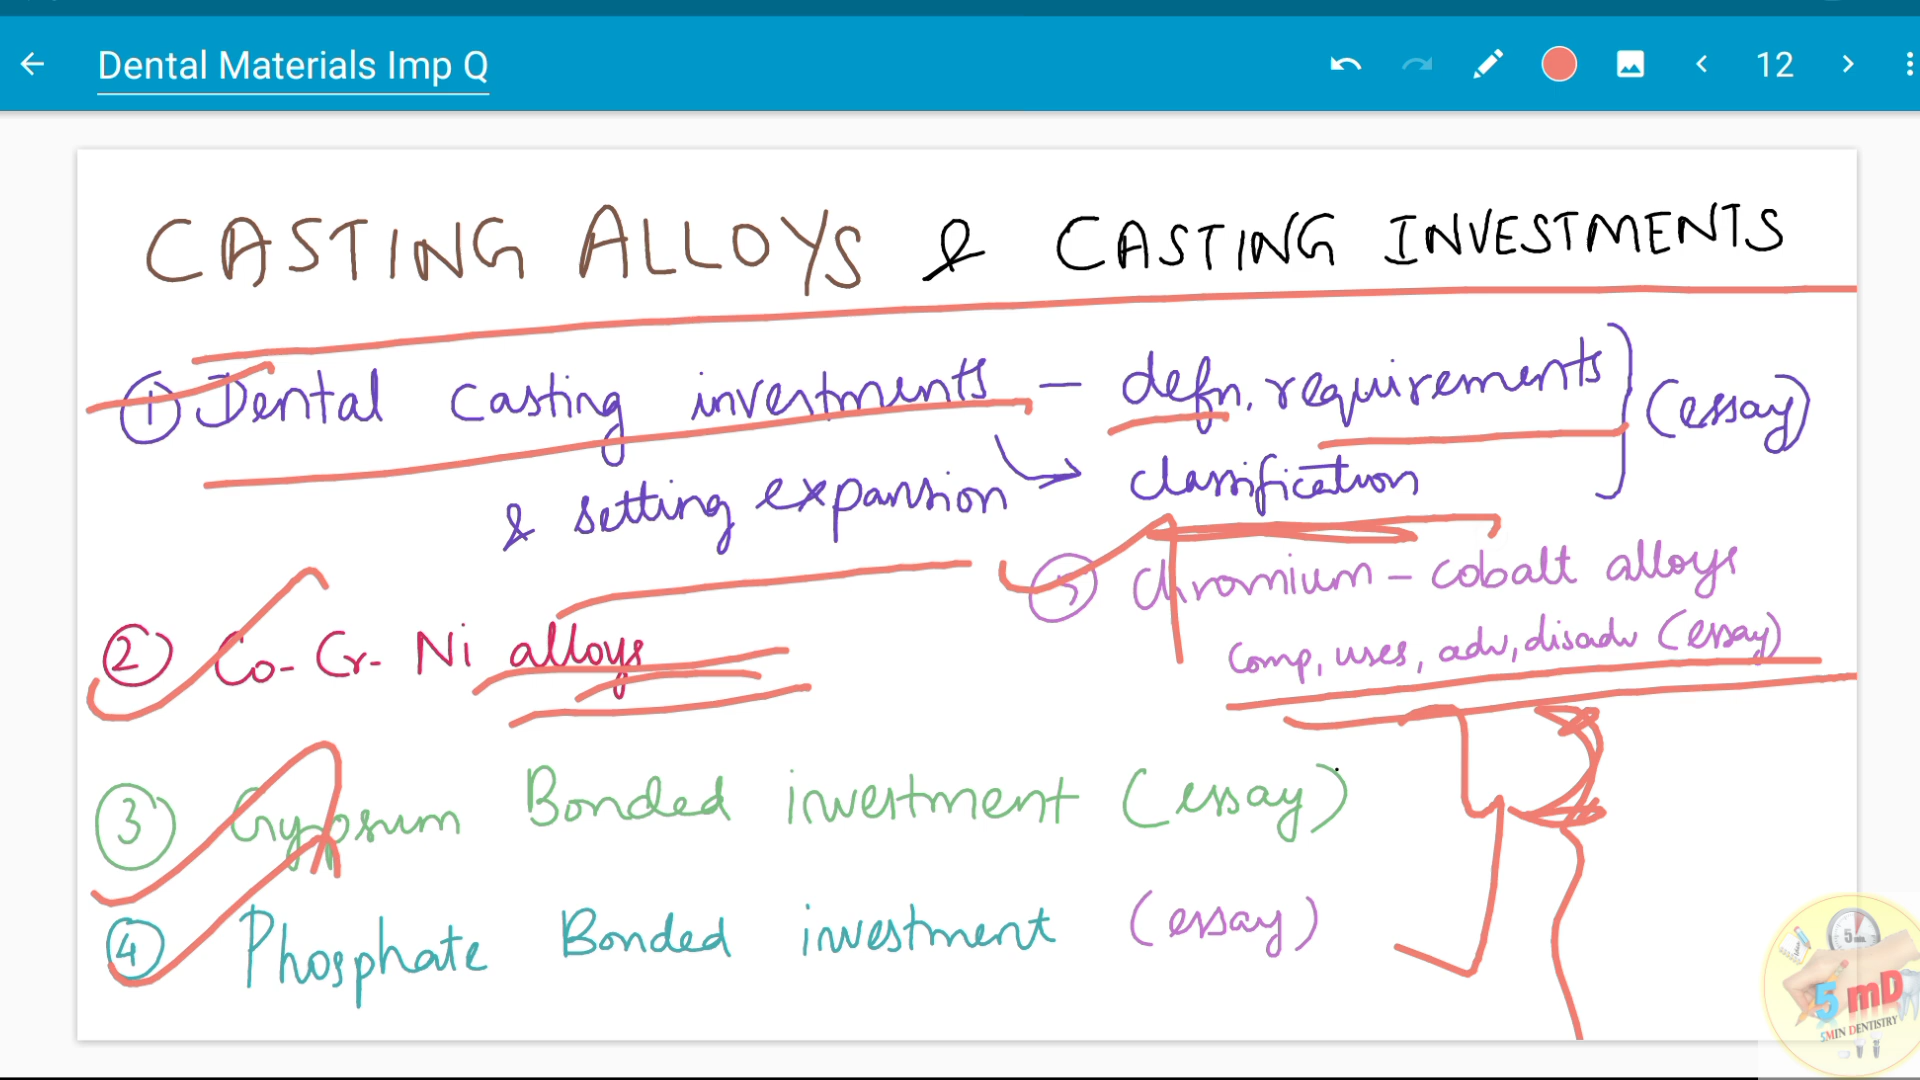 Dental Materials Imp Q
12
CASTING ALLOYS & CASTING INVESTMENTS
① Dental casting investments – defn, requirements
classification
(essay)
& setting expansion
② Co-Cr-Ni alloys
⑤ chromium – cobalt alloys
comp, uses, adv, disadv (essay)
③ Gypsum Bonded investment (essay)
④ Phosphate Bonded investment (essay)
5 min
5 mD
5MIN DENTISTRY